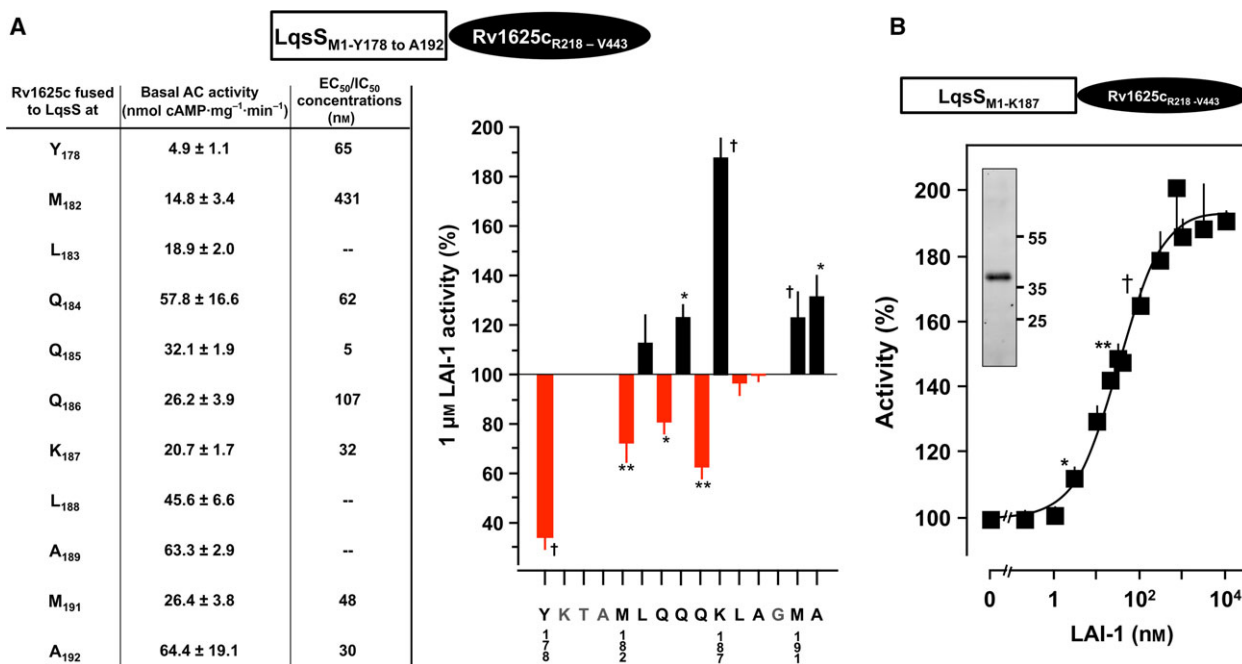 A
LqsS M1-Y178 to A192
Rv1625c R218 – V443
Rv1625c fused to LqsS at
Basal AC activity (nmol cAMP·mg⁻¹·min⁻¹)
EC50/IC50 concentrations (nM)
Y178 4.9 ± 1.1 65
M182 14.8 ± 3.4 431
L183 18.9 ± 2.0 --
Q184 57.8 ± 16.6 62
Q185 32.1 ± 1.9 5
Q186 26.2 ± 3.9 107
K187 20.7 ± 1.7 32
L188 45.6 ± 6.6 --
A189 63.3 ± 2.9 --
M191 26.4 ± 3.8 48
A192 64.4 ± 19.1 30
1 µM LAI-1 activity (%)
200
180
160
140
120
100
80
60
40
†
**
*
*
**
†
†
*
Y K T A M L Q Q Q K L A G M A
178 182 187 191
B
LqsS M1-K187
Rv1625c R218 -V443
Activity (%)
200
180
160
140
120
100
55
35
25
*
**
†
0 1 10² 10⁴
LAI-1 (nM)